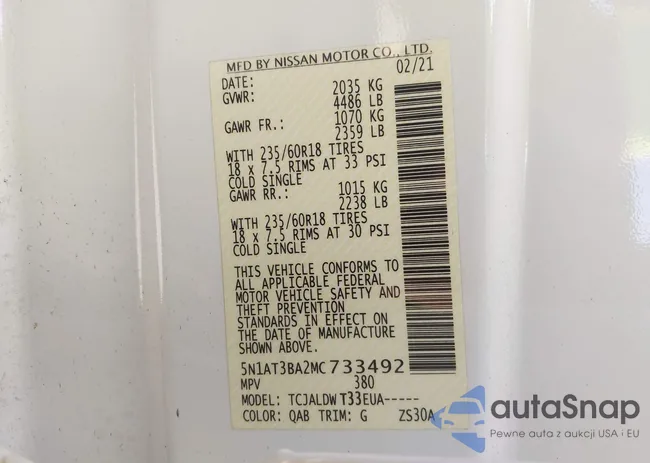 MFD BY NISSAN MOTOR CO., LTD.
DATE: 02/21
GVWR: 2035 KG
4486 LB
GAWR FR.: 1070 KG
2359 LB
WITH 235/60R18 TIRES
18 x 7.5 RIMS AT 33 PSI
COLD SINGLE
GAWR RR.: 1015 KG
2238 LB
WITH 235/60R18 TIRES
18 x 7.5 RIMS AT 30 PSI
COLD SINGLE
THIS VEHICLE CONFORMS TO
ALL APPLICABLE FEDERAL
MOTOR VEHICLE SAFETY AND
THEFT PREVENTION
STANDARDS IN EFFECT ON
THE DATE OF MANUFACTURE
SHOWN ABOVE.
5N1AT3BA2MC733492
MPV 380
MODEL: TCJALDW T33EUA-----
COLOR: QAB TRIM: G ZS30A
autaSnap
Pewne auta z aukcji USA i EU